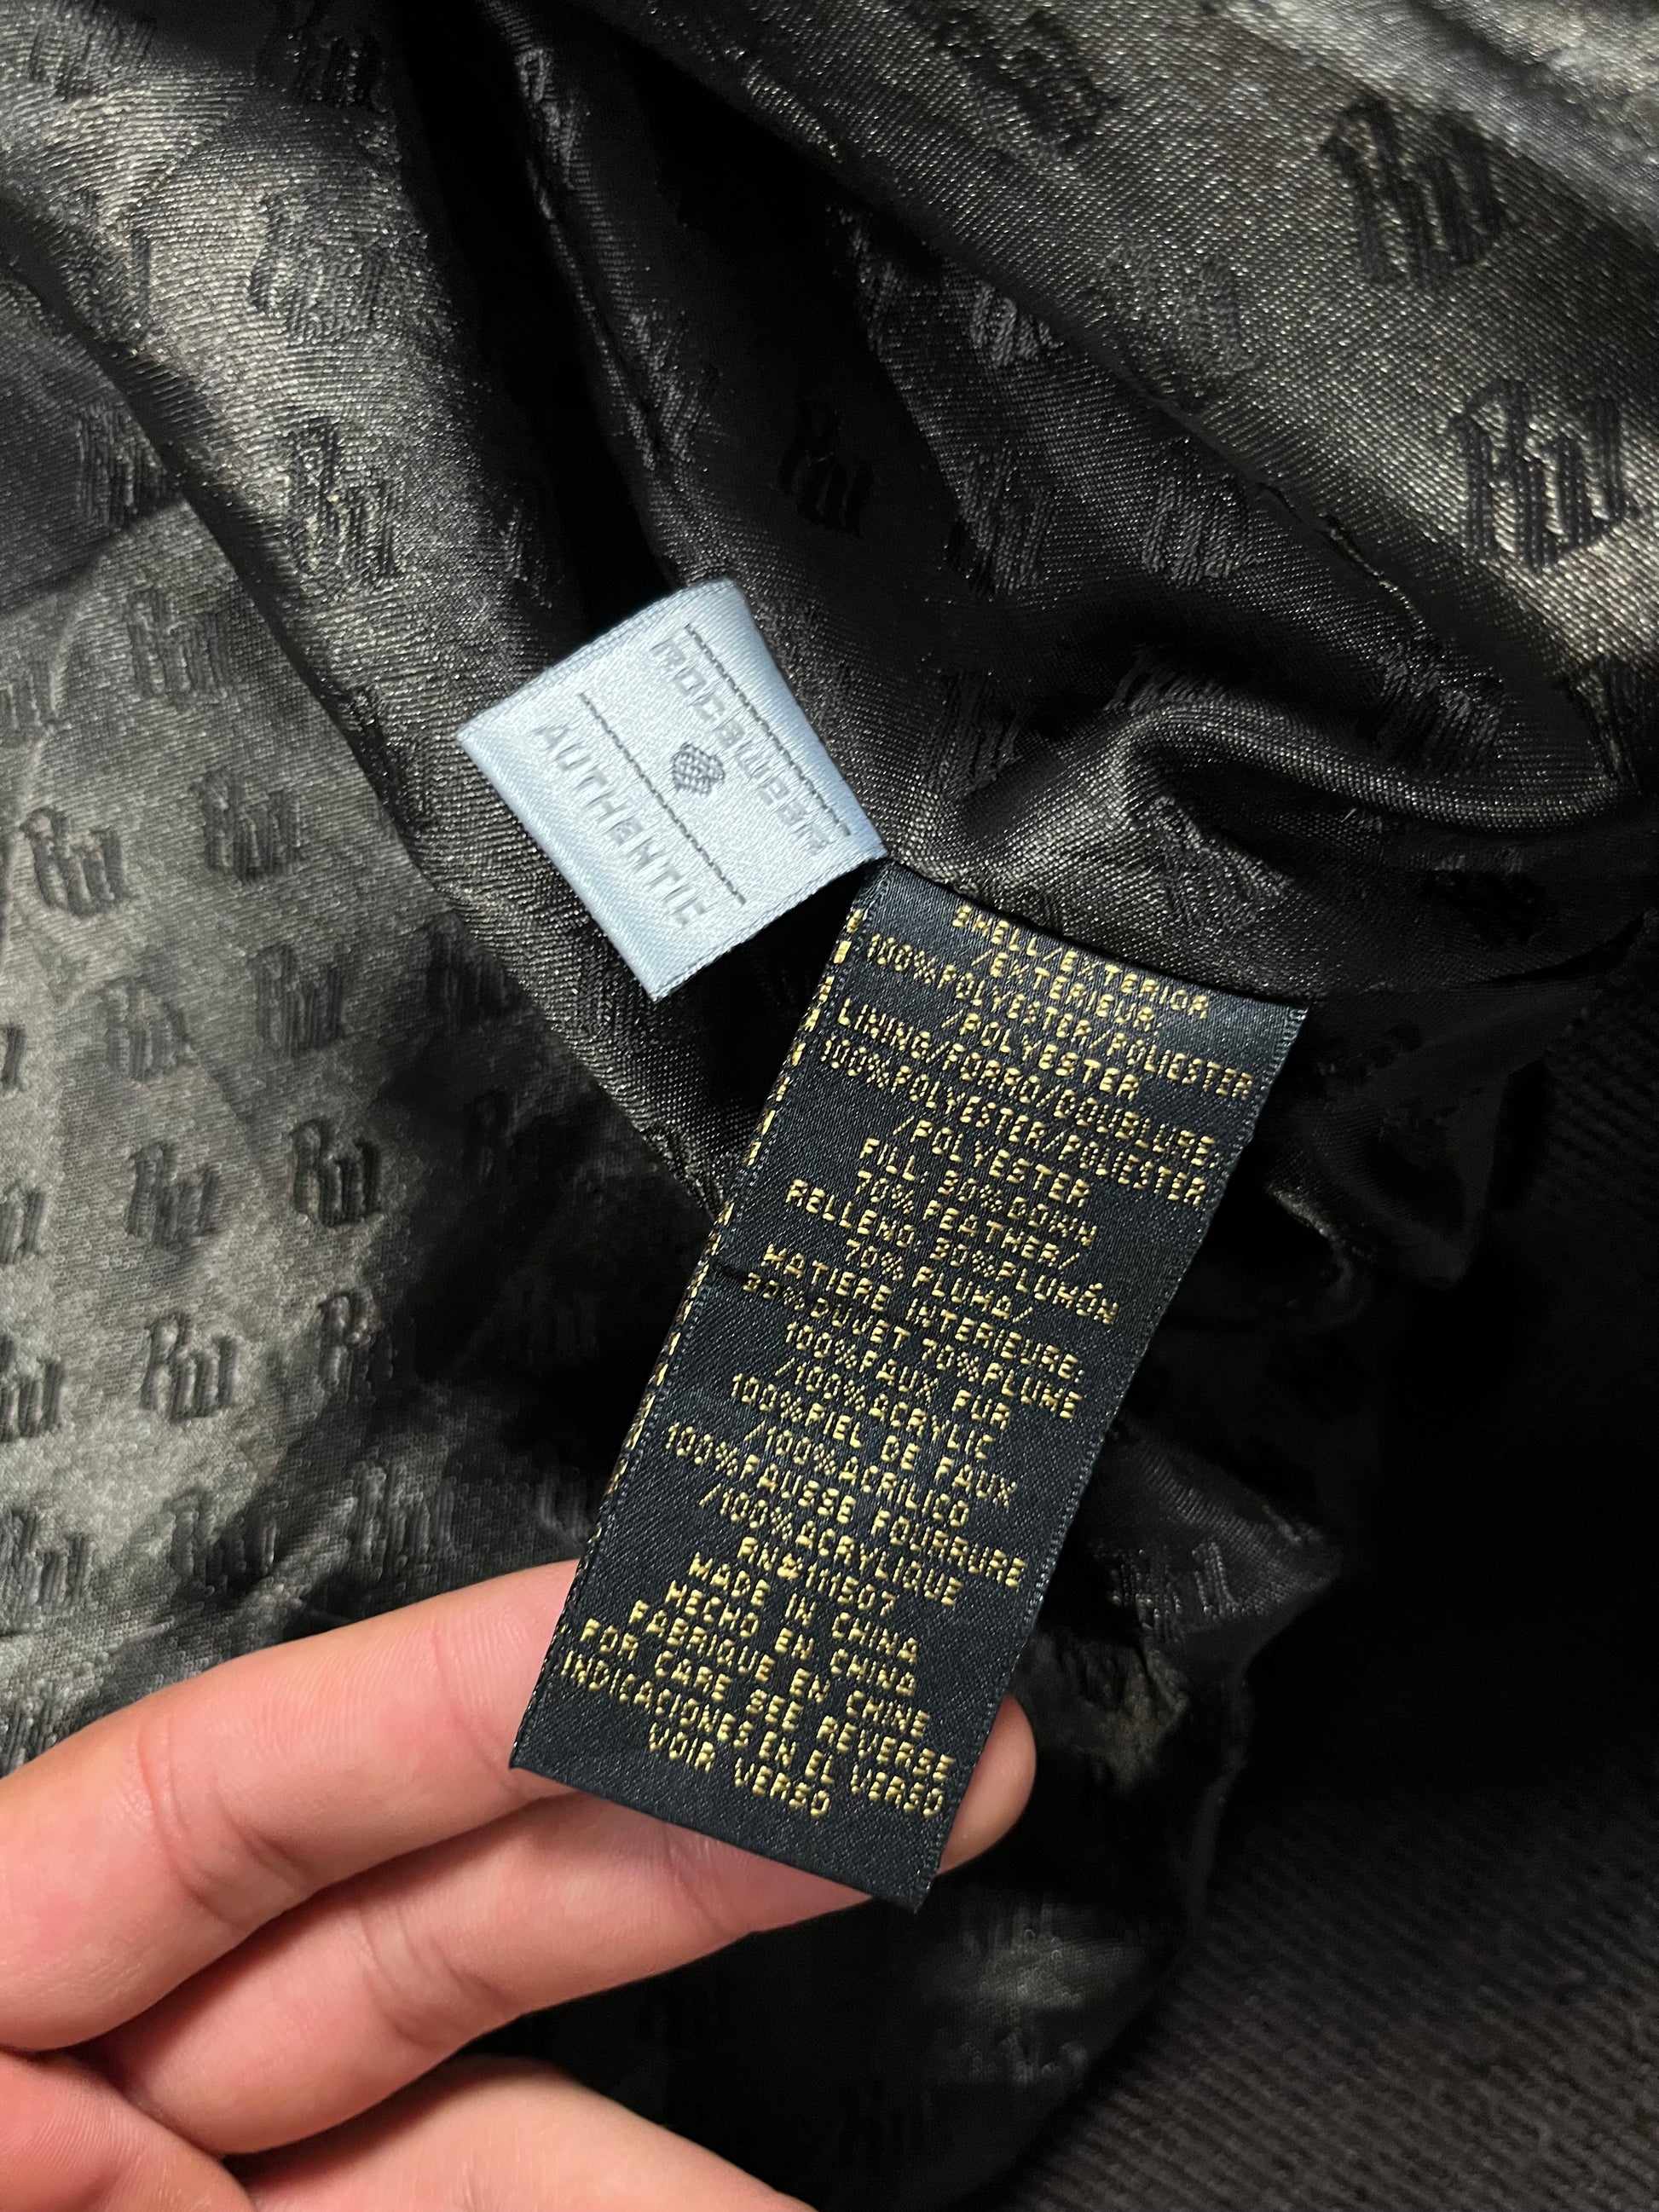 ROCAWEAR
AUTHENTIC
SHELL/EXTERIOR
/EXTERIEUR:
100%POLYESTER/POLIESTER
/POLYESTER
LINING/FORRO/DOUBLURE:
100%POLYESTER/POLIESTER
/POLYESTER
FILL 30%DOWN
70% FEATHER/
RELLENO: 30%PLUMÓN
70% PLUMA/
MATIERE INTERIEURE:
30%DUVET 70%PLUME
100%FAUX FUR
/100%ACRYLIC
100%PIEL DE FAUX
/100%ACRILICO
100%FAUSSE FOURRURE
/100%ACRYLIQUE
RN#111507
MADE IN CHINA
HECHO EN CHINA
FABRIQUE EN CHINE
FOR CARE SEE REVERSE
INDICACIONES EN EL VERSO
VOIR VERSO